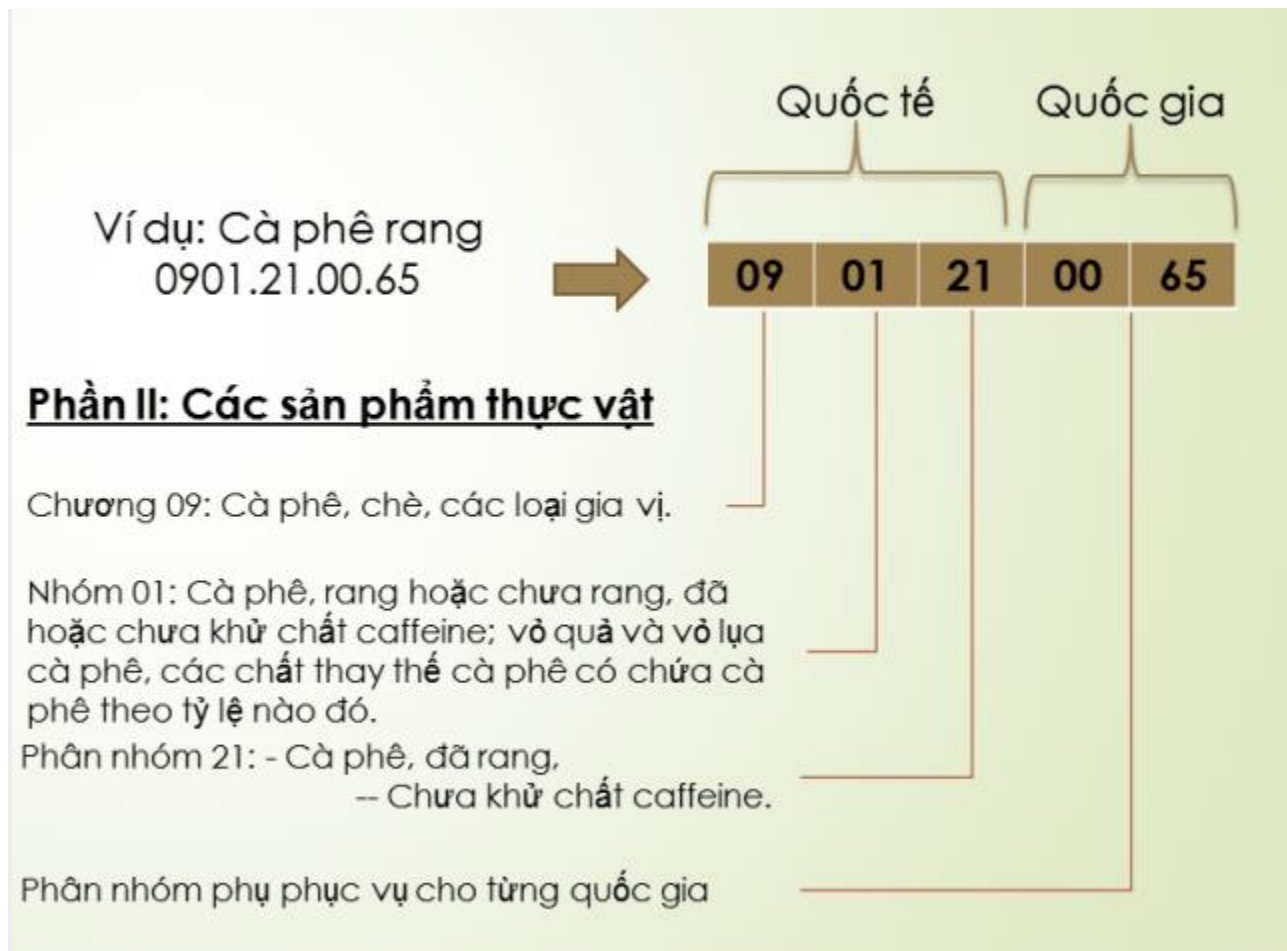 Quốc tế Quốc gia
Ví dụ: Cà phê rang
0901.21.00.65
09 01 21 00 65
Phần II: Các sản phẩm thực vật
Chương 09: Cà phê, chè, các loại gia vị.
Nhóm 01: Cà phê, rang hoặc chưa rang, đã
hoặc chưa khử chất caffeine; vỏ quả và vỏ lụa
cà phê, các chất thay thế cà phê có chứa cà
phê theo tỷ lệ nào đó.
Phân nhóm 21: - Cà phê, đã rang,
-- Chưa khử chất caffeine.
Phân nhóm phụ phục vụ cho từng quốc gia